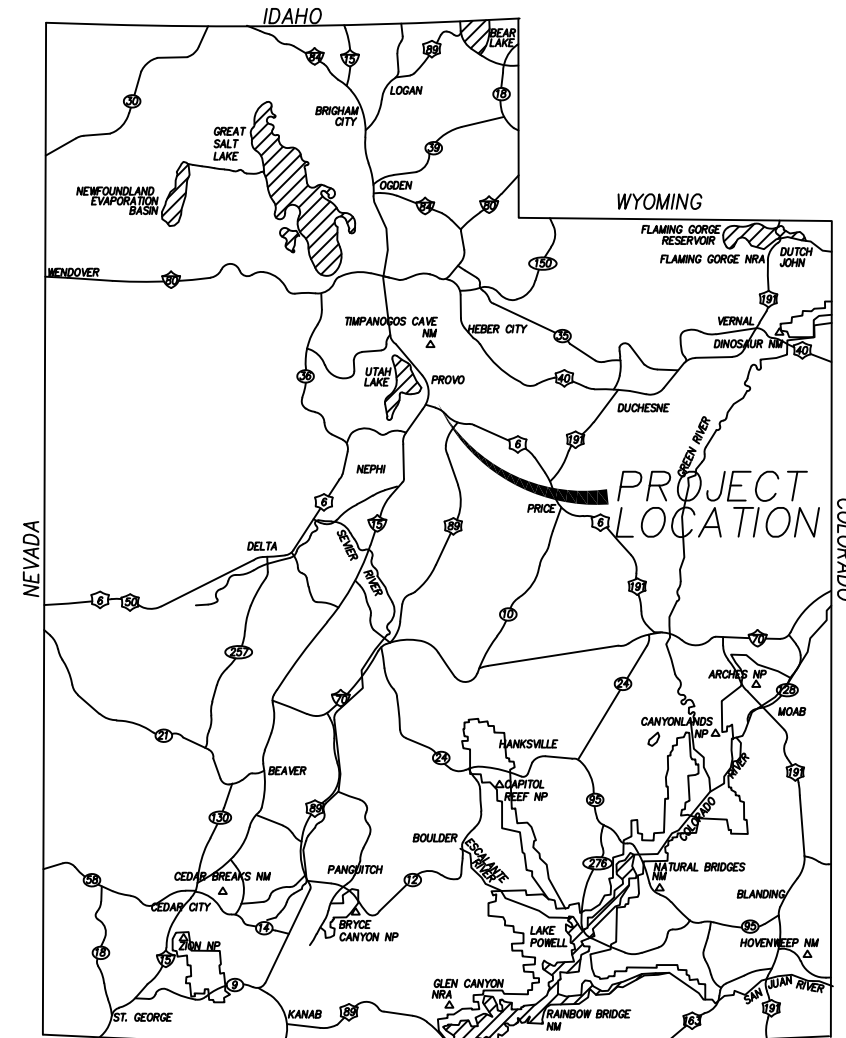 IDAHO
BEAR
LAKE
84
15
89
30
LOGAN
18
BRIGHAM
CITY
GREAT
SALT
LAKE
39
OGDEN
NEWFOUNDLAND
EVAPORATION
BASIN
84
80
WYOMING
FLAMING GORGE
RESERVOIR
FLAMING GORGE NRA
DUTCH
JOHN
150
WENDOVER
80
191
TIMPANOGOS CAVE
NM
HEBER CITY
35
VERNAL
DINOSAUR NM
40
UTAH
LAKE
PROVO
36
40
DUCHESNE
GREEN RIVER
6
191
NEPHI
PROJECT
LOCATION
PRICE
6
6
15
89
NEVADA
COLORADO
DELTA
SEVIER RIVER
6
50
191
10
257
70
24
ARCHES NP
128
70
MOAB
CANYONLANDS
NP
21
HANKSVILLE
24
BEAVER
CAPITOL
REEF NP
191
RIVER
COLORADO
95
130
89
BOULDER
ESCALANTE
RIVER
276
NATURAL BRIDGES
NM
58
CEDAR BREAKS NM
PANGUITCH
12
BLANDING
CEDAR CITY
14
BRYCE
CANYON NP
LAKE
POWELL
95
HOVENWEEP NM
18
ZION NP
15
9
GLEN CANYON
NRA
SAN JUAN RIVER
ST. GEORGE
KANAB
89
RAINBOW BRIDGE
NM
163
191